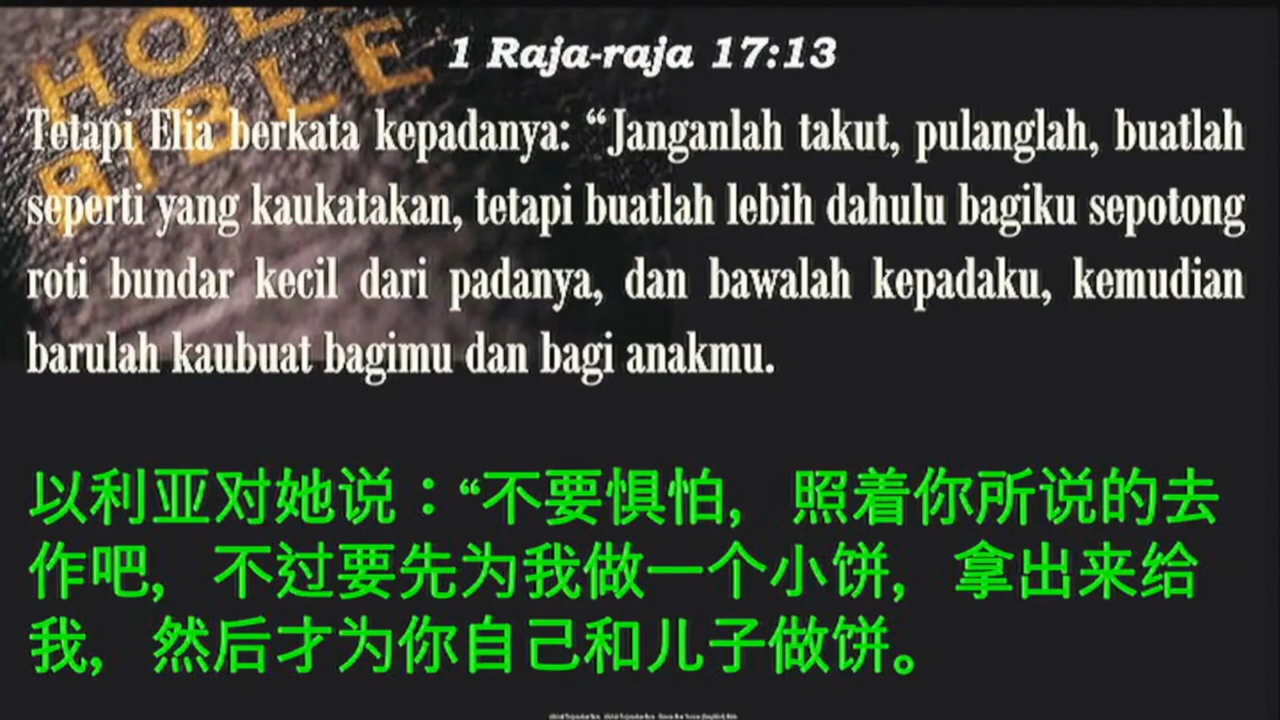 HOL
BIBLE
1 Raja-raja 17:13
Tetapi Elia berkata kepadanya: “Janganlah takut, pulanglah, buatlah
seperti yang kaukatakan, tetapi buatlah lebih dahulu bagiku sepotong
roti bundar kecil dari padanya, dan bawalah kepadaku, kemudian
barulah kaubuat bagimu dan bagi anakmu.
以利亚对她说：“不要惧怕，照着你所说的去
作吧，不过要先为我做一个小饼，拿出来给
我，然后才为你自己和儿子做饼。